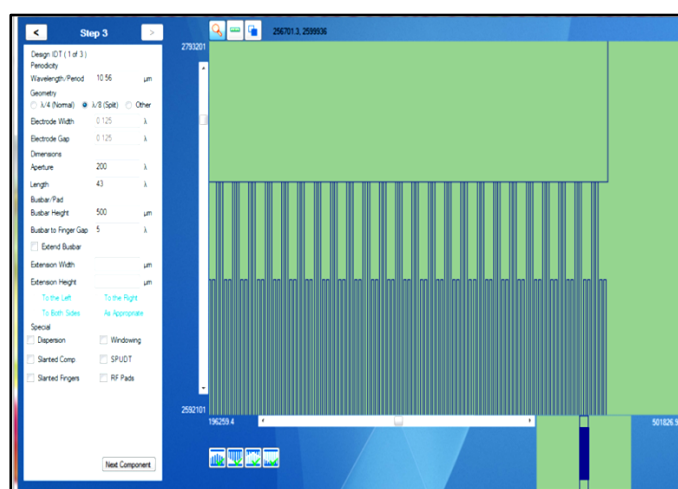 < Step 3 >
256701.3, 2599936
2793201
Design IDT ( 1 of 3 )
Periodicity
Wavelength/Period 10.56 μm
Geometry
λ/4 (Normal) λ/8 (Split) Other
Electrode Width 0.125 λ
Electrode Gap 0.125 λ
Dimensions
Aperture 200 λ
Length 43 λ
Busbar/Pad
Busbar Height 500 μm
Busbar to Finger Gap 5 λ
Extend Busbar
Extension Width μm
Extension Height μm
To the Left To the Right
To Both Sides As Appropriate
Special
Dispersion Windowing
Slanted Comp SPUDT
Slanted Fingers RF Pads
2592101
196259.4 501826.9
Next Component